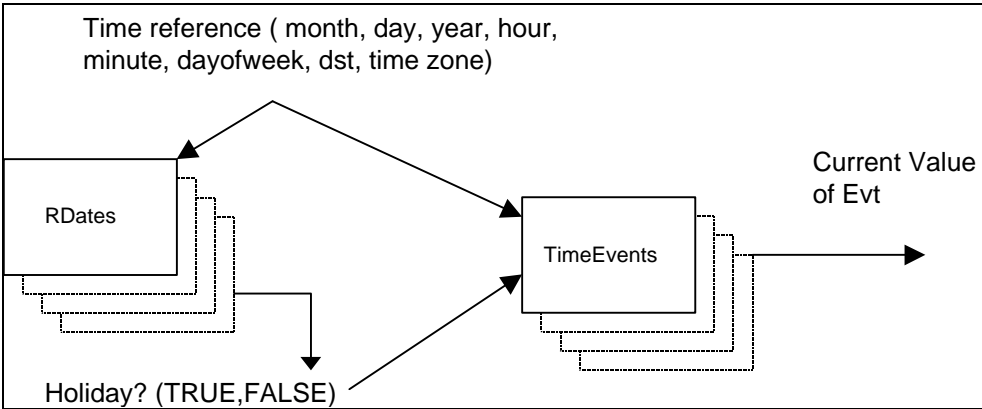 Time reference ( month, day, year, hour,
minute, dayofweek, dst, time zone)
Current Value
of Evt
RDates
TimeEvents
Holiday? (TRUE,FALSE)